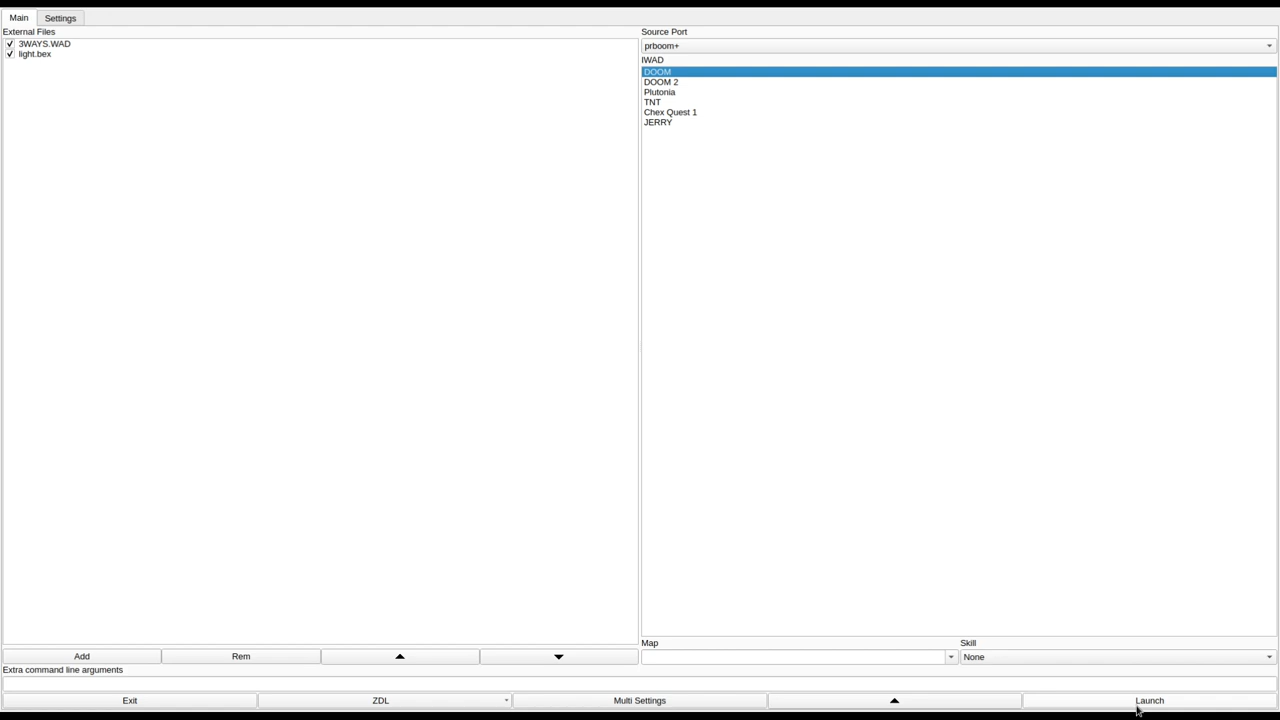 Main Settings
External Files
3WAYS.WAD
light.bex
Source Port
prboom+
IWAD
DOOM
DOOM 2
Plutonia
TNT
Chex Quest 1
JERRY
Map Skill
None
Add Rem
Extra command line arguments
Exit ZDL Multi Settings Launch